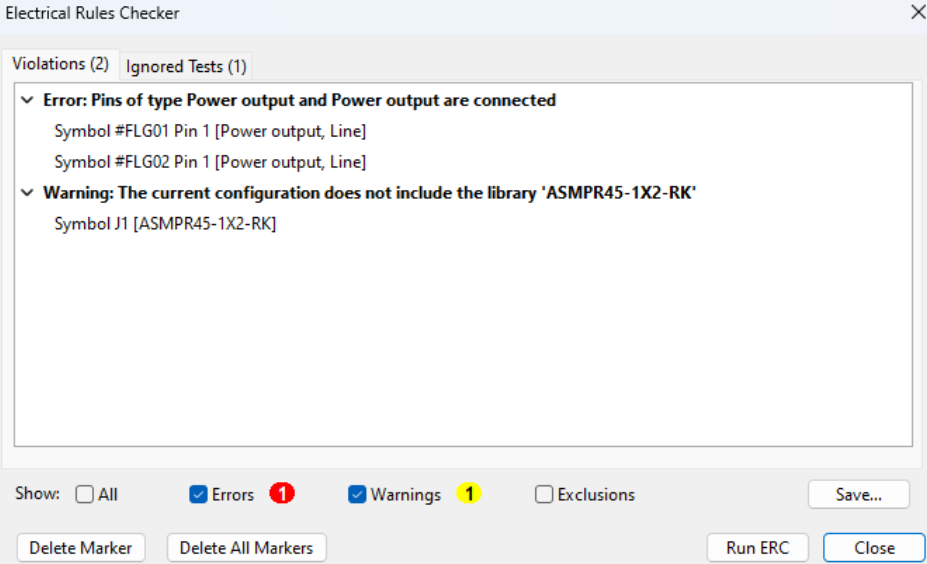 Electrical Rules Checker
Violations (2) Ignored Tests (1)
Error: Pins of type Power output and Power output are connected
Symbol #FLG01 Pin 1 [Power output, Line]
Symbol #FLG02 Pin 1 [Power output, Line]
Warning: The current configuration does not include the library 'ASMPR45-1X2-RK'
Symbol J1 [ASMPR45-1X2-RK]
Show: All Errors 1 Warnings 1 Exclusions Save...
Delete Marker Delete All Markers Run ERC Close